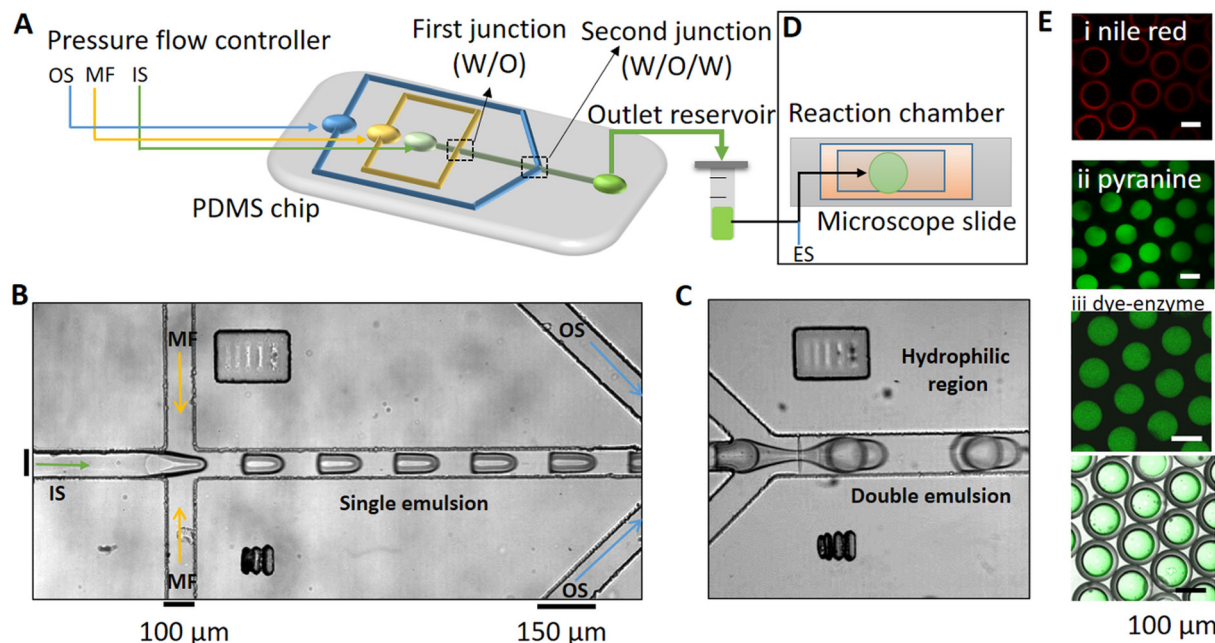 A
Pressure flow controller
OS MF IS
First junction
(W/O)
Second junction
(W/O/W)
Outlet reservoir
PDMS chip
D
Reaction chamber
Microscope slide
ES
E
i nile red
ii pyranine
iii dye-enzyme
100 µm
B
MF
OS
IS
Single emulsion
MF
OS
100 µm
150 µm
C
Hydrophilic
region
Double emulsion